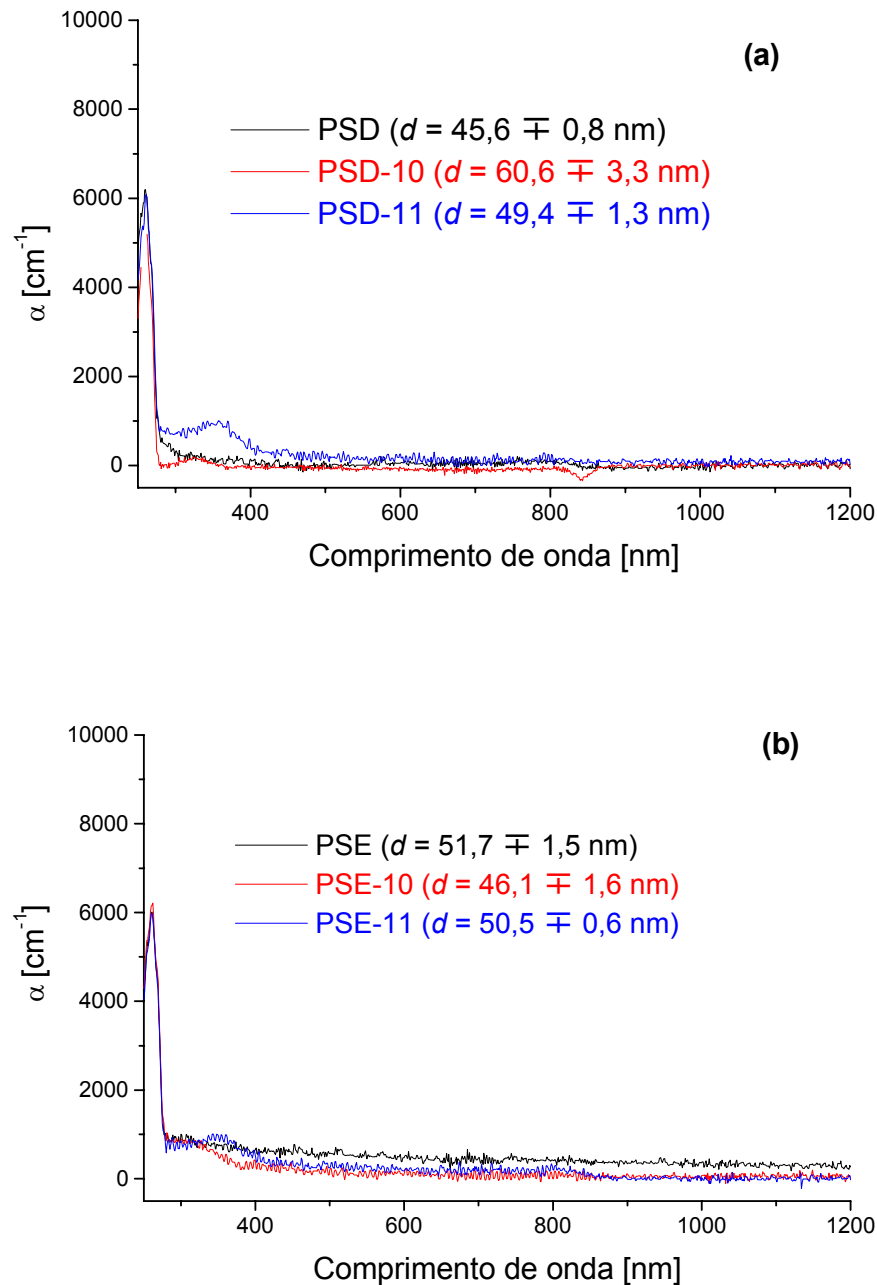 10000
(a)
8000
PSD (d = 45,6 ∓ 0,8 nm)
PSD-10 (d = 60,6 ∓ 3,3 nm)
PSD-11 (d = 49,4 ∓ 1,3 nm)
6000
α [cm⁻¹]
4000
2000
0
400 600 800 1000 1200
Comprimento de onda [nm]
10000
(b)
8000
PSE (d = 51,7 ∓ 1,5 nm)
PSE-10 (d = 46,1 ∓ 1,6 nm)
PSE-11 (d = 50,5 ∓ 0,6 nm)
6000
α [cm⁻¹]
4000
2000
0
400 600 800 1000 1200
Comprimento de onda [nm]